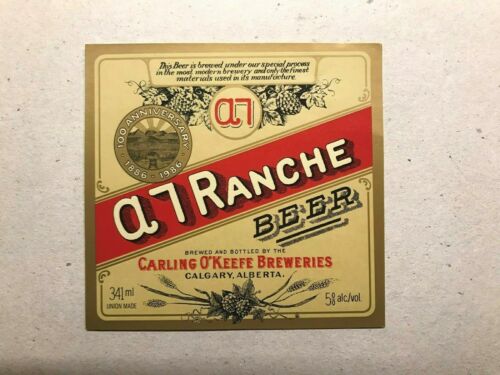 This Beer is brewed under our special process
in the most modern brewery and only the finest
materials used in its manufacture.
a7
100 ANNIVERSARY
1886 - 1986
a7 RANCHE
BEER
BREWED AND BOTTLED BY THE
CARLING O'KEEFE BREWERIES
CALGARY, ALBERTA.
341 ml
UNION MADE
5% alc/vol.